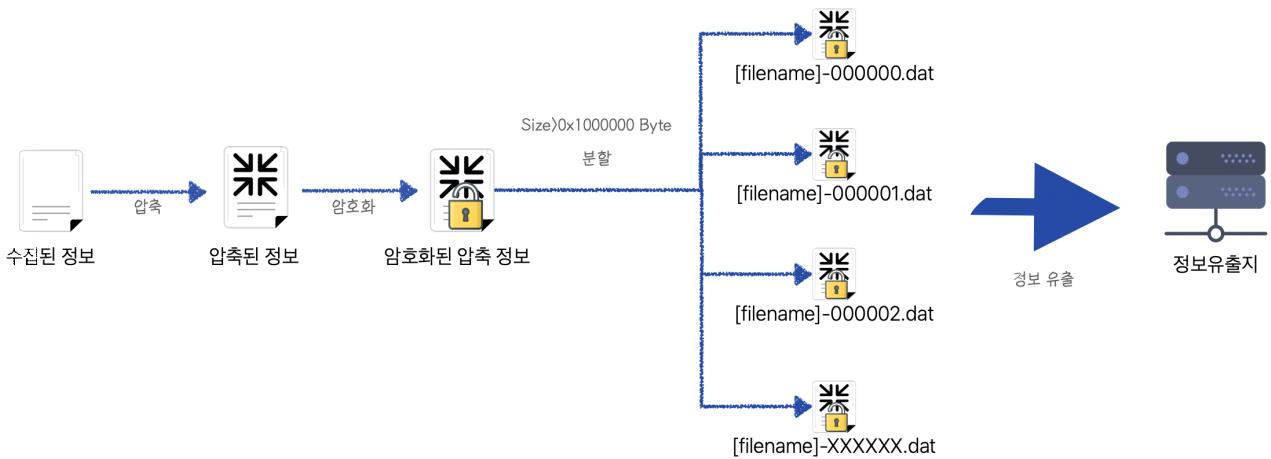 수집된 정보
압축
압축된 정보
암호화
암호화된 압축 정보
Size>0x1000000 Byte
분할
[filename]-000000.dat
[filename]-000001.dat
[filename]-000002.dat
[filename]-XXXXXX.dat
정보 유출
정보유출지